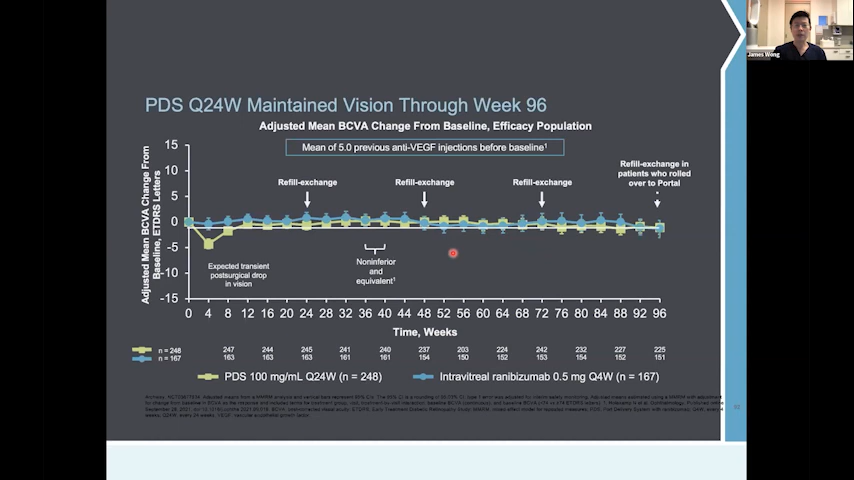 James Wong
PDS Q24W Maintained Vision Through Week 96
Adjusted Mean BCVA Change From Baseline, Efficacy Population
Mean of 5.0 previous anti-VEGF injections before baseline¹
Adjusted Mean BCVA Change From
Baseline, ETDRS Letters
15
10
5
0
-5
-10
-15
Refill-exchange
Refill-exchange
Refill-exchange
Refill-exchange in
patients who rolled
over to Portal
Expected transient
postsurgical drop
in vision
Noninferior
and
equivalent¹
0 4 8 12 16 20 24 28 32 36 40 44 48 52 56 60 64 68 72 76 80 84 88 92 96
Time, Weeks
n = 248 247 244 245 241 240 237 203 224 242 232 227 225
n = 167 163 163 163 161 161 154 150 152 153 154 152 151
PDS 100 mg/mL Q24W (n = 248)
Intravitreal ranibizumab 0.5 mg Q4W (n = 167)